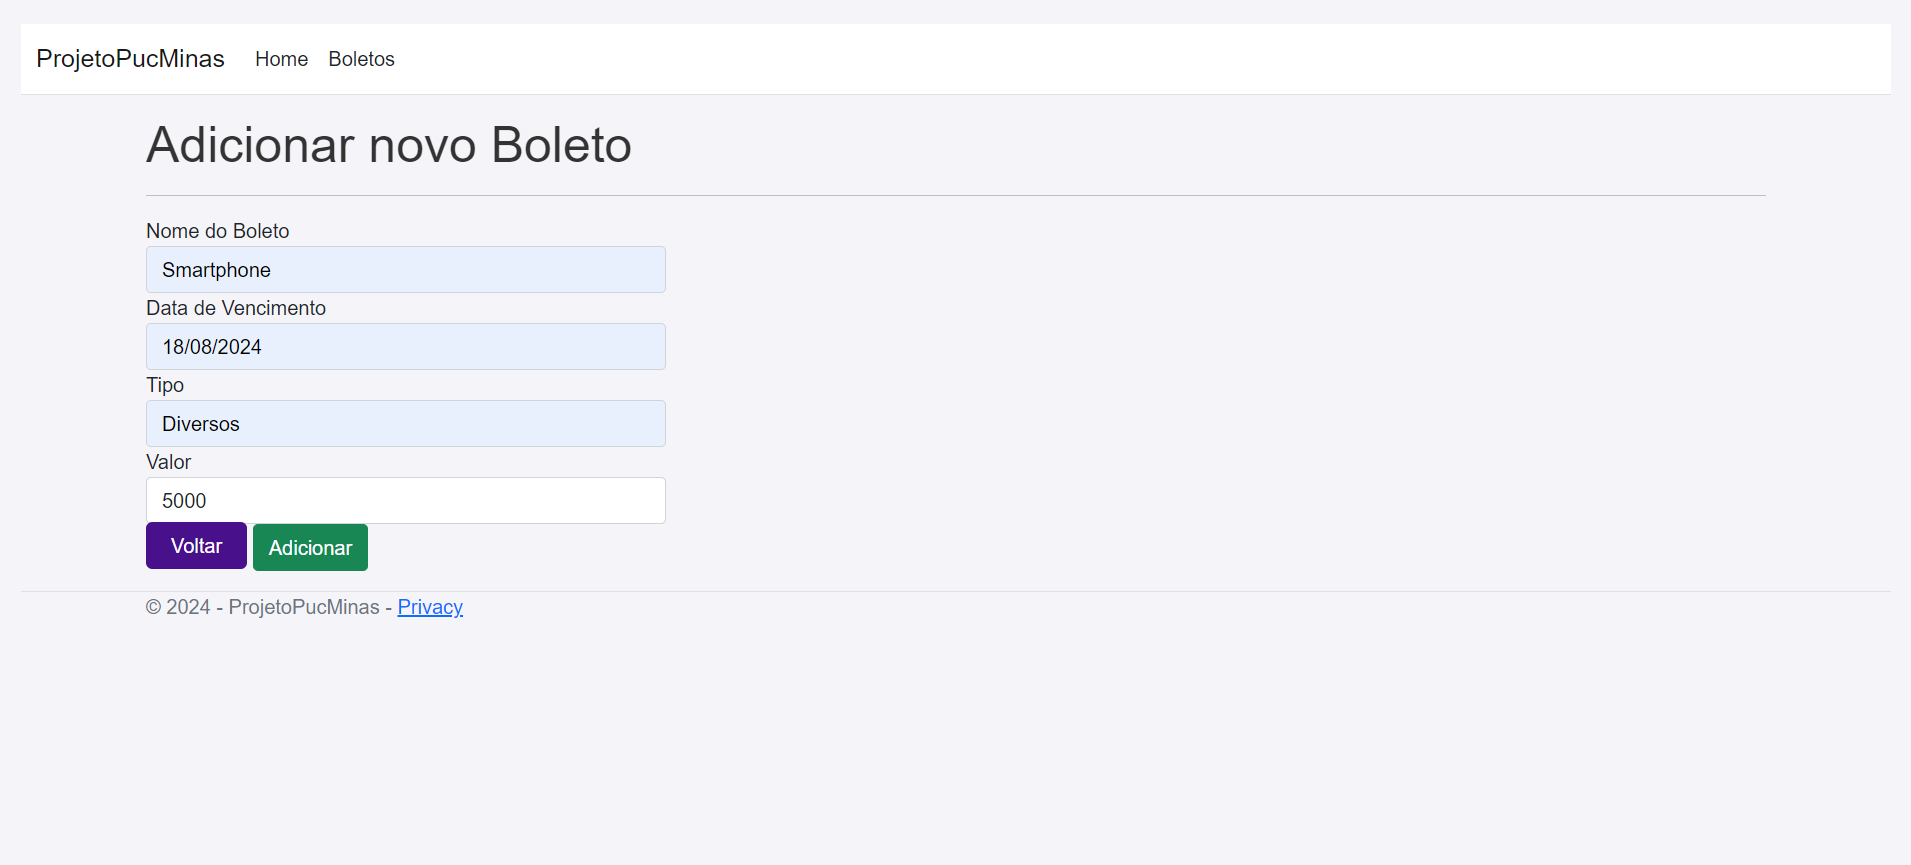 ProjetoPucMinas Home Boletos
Adicionar novo Boleto
Nome do Boleto
Smartphone
Data de Vencimento
18/08/2024
Tipo
Diversos
Valor
5000
Voltar Adicionar
© 2024 - ProjetoPucMinas - Privacy